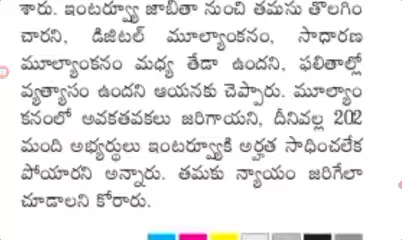 శారు. ఇంటర్వ్యూ జాబితా నుంచి తమను తొలగిం
చారని, డిజిటల్ మూల్యాంకనం, సాధారణ
మూల్యాంకనం మధ్య తేడా ఉందని, ఫలితాల్లో
వ్యత్యాసం ఉందని ఆయనకు చెప్పారు. మూల్యాం
కనంలో అవకతవకలు జరిగాయని, దీనివల్ల 202
మంది అభ్యర్థులు ఇంటర్వ్యూకి అర్హత సాధించలేక
పోయారని అన్నారు. తమకు న్యాయం జరిగేలా
చూడాలని కోరారు.